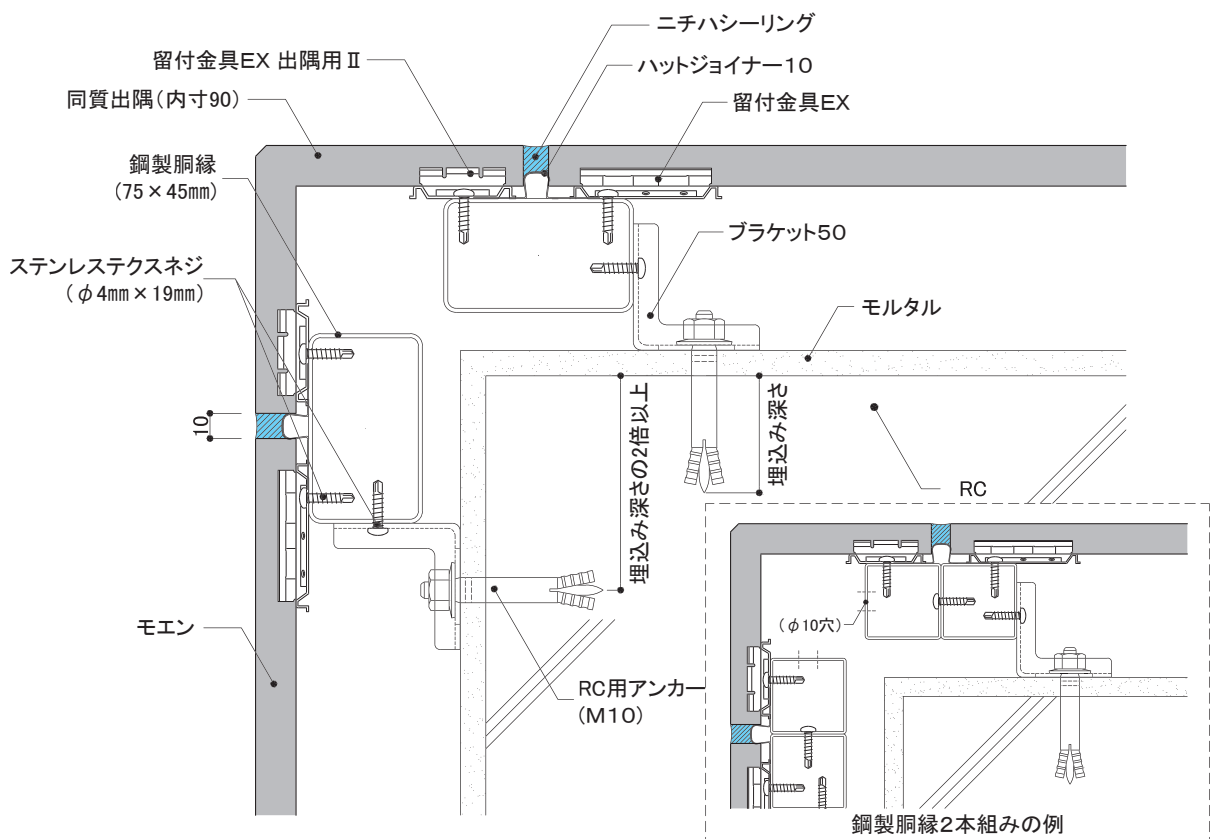 ニチハシーリング
留付金具EX 出隅用Ⅱ
ハットジョイナー10
同質出隅(内寸90)
留付金具EX
鋼製胴縁
(75×45mm)
ブラケット50
ステンレステクスネジ
(φ4mm×19mm)
モルタル
10
埋込み深さの2倍以上
埋込み深さ
RC
モエン
RC用アンカー
(M10)
(φ10穴)
鋼製胴縁2本組みの例